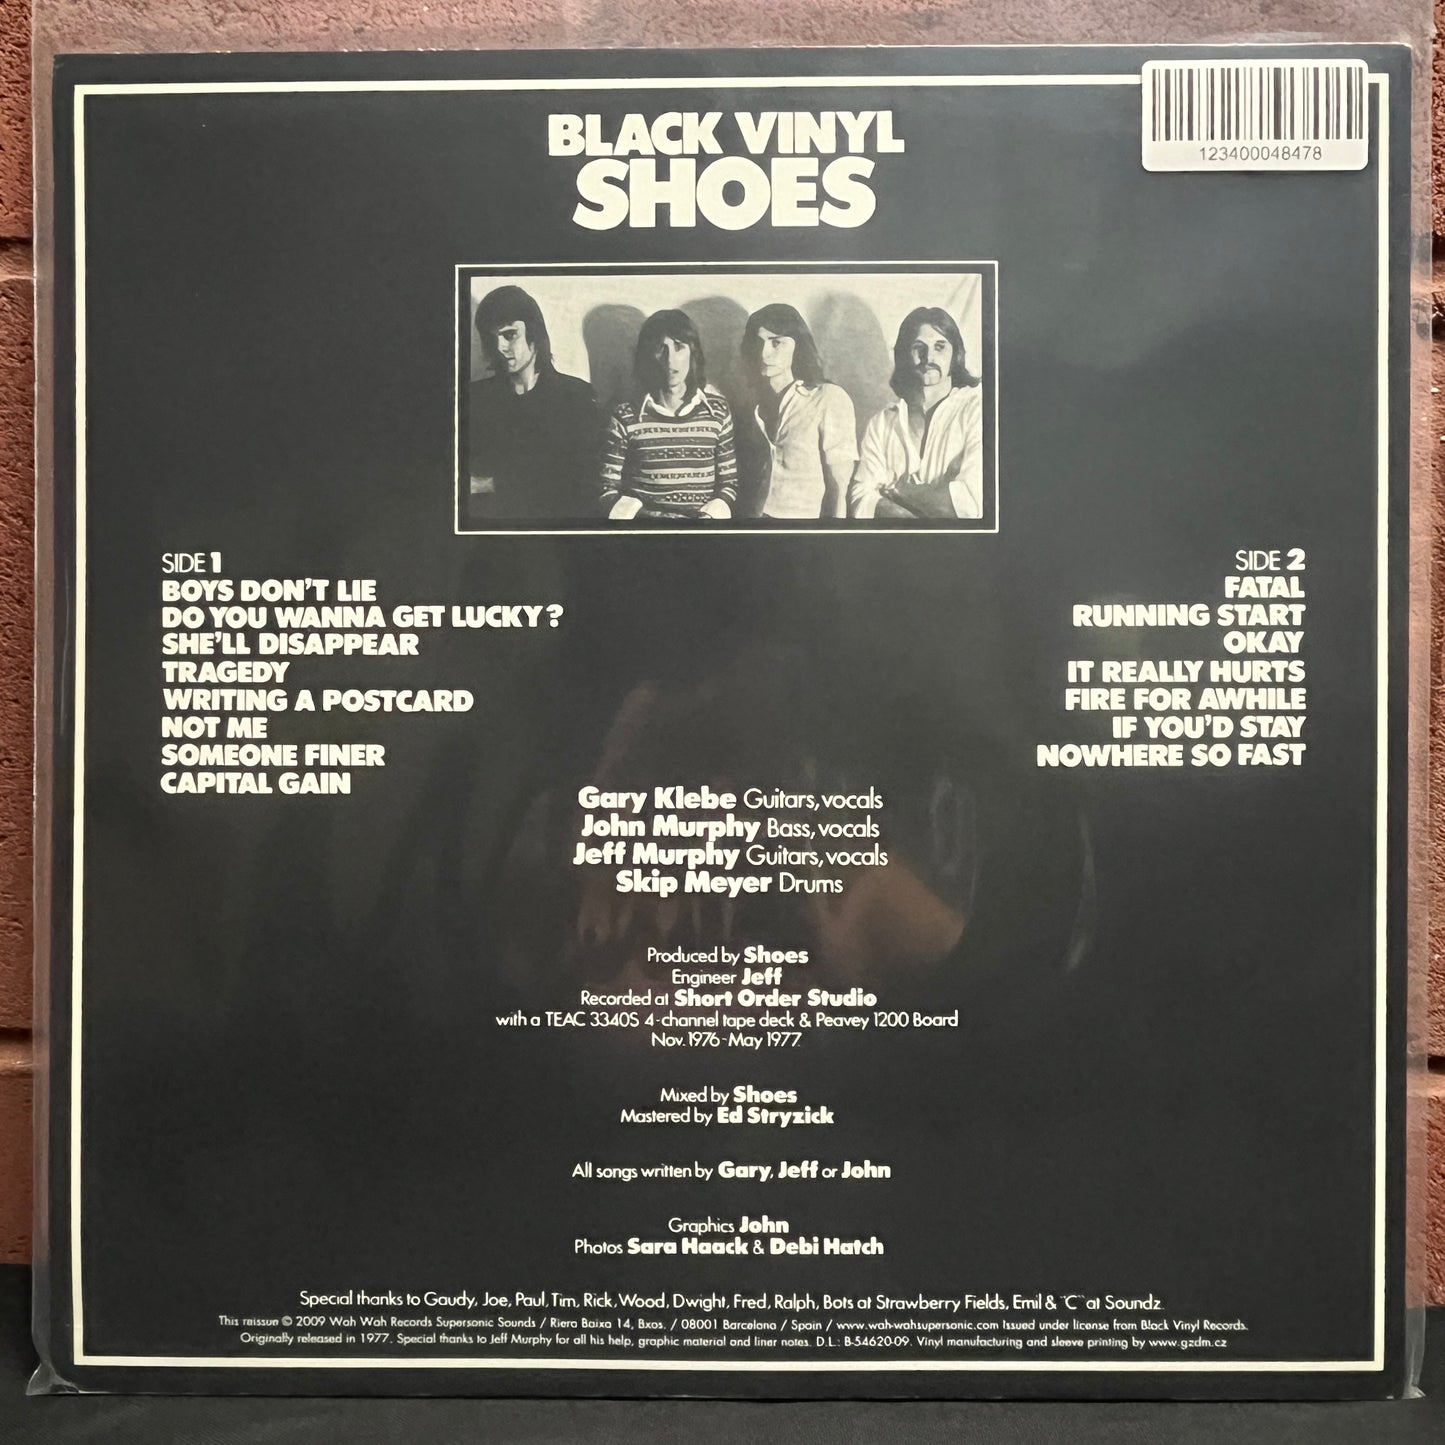 123400048478
BLACK VINYL
SHOES
SIDE 1
BOYS DON'T LIE
DO YOU WANNA GET LUCKY?
SHE'LL DISAPPEAR
TRAGEDY
WRITING A POSTCARD
NOT ME
SOMEONE FINER
CAPITAL GAIN
SIDE 2
FATAL
RUNNING START
OKAY
IT REALLY HURTS
FIRE FOR AWHILE
IF YOU'D STAY
NOWHERE SO FAST
Gary Klebe Guitars, vocals
John Murphy Bass, vocals
Jeff Murphy Guitars, vocals
Skip Meyer Drums
Produced by Shoes
Engineer Jeff
Recorded at Short Order Studio
with a TEAC 3340S 4-channel tape deck & Peavey 1200 Board
Nov. 1976-May 1977
Mixed by Shoes
Mastered by Ed Stryzick
All songs written by Gary, Jeff or John
Graphics John
Photos Sara Haack & Debi Hatch
Special thanks to Gaudy, Joe, Paul, Tim, Rick, Wood, Dwight, Fred, Ralph, Bots at Strawberry Fields, Emil & "C" at Soundz.
This reissue © 2009 Wah Wah Records Supersonic Sounds / Riera Baixa 14, Bxos. / 08001 Barcelona / Spain / www.wah-wahsupersonic.com Issued under license from Black Vinyl Records.
Originally released in 1977. Special thanks to Jeff Murphy for all his help, graphic material and liner notes. D.L.: B-54620-09. Vinyl manufacturing and sleeve printing by www.gzdm.cz